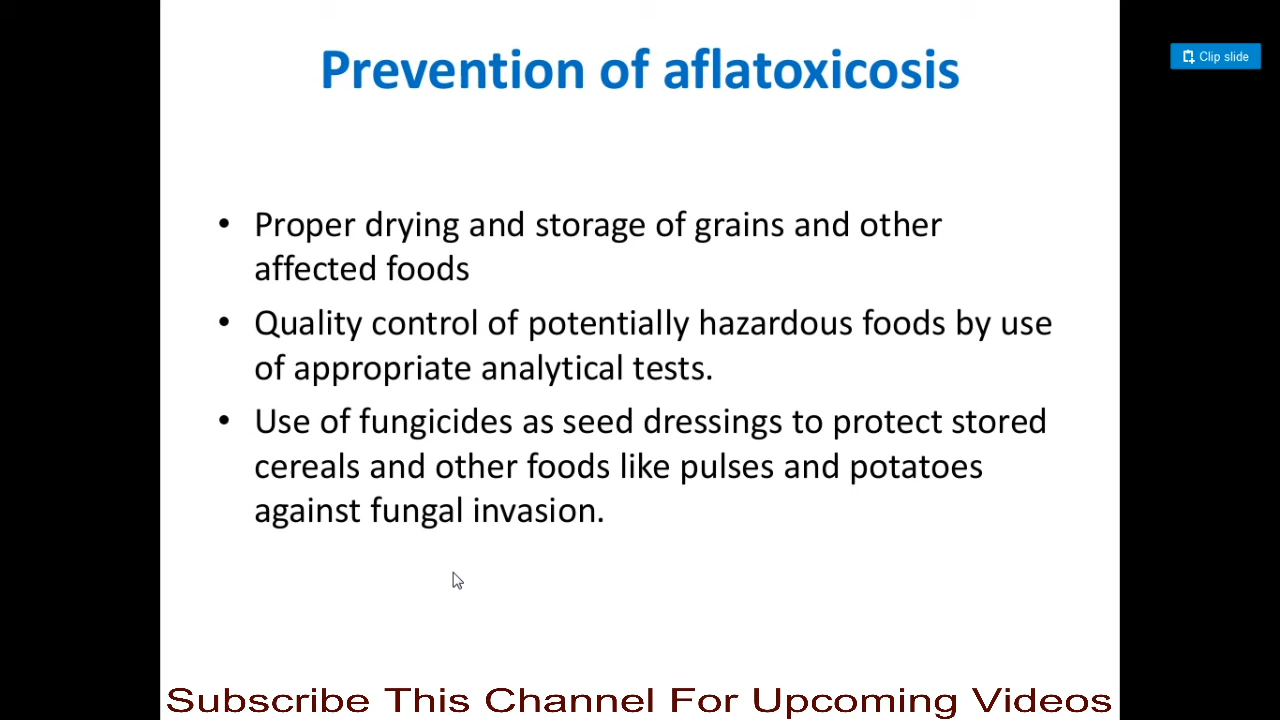 Prevention of aflatoxicosis
Clip slide
• Proper drying and storage of grains and other
affected foods
• Quality control of potentially hazardous foods by use
of appropriate analytical tests.
• Use of fungicides as seed dressings to protect stored
cereals and other foods like pulses and potatoes
against fungal invasion.
Subscribe This Channel For Upcoming Videos